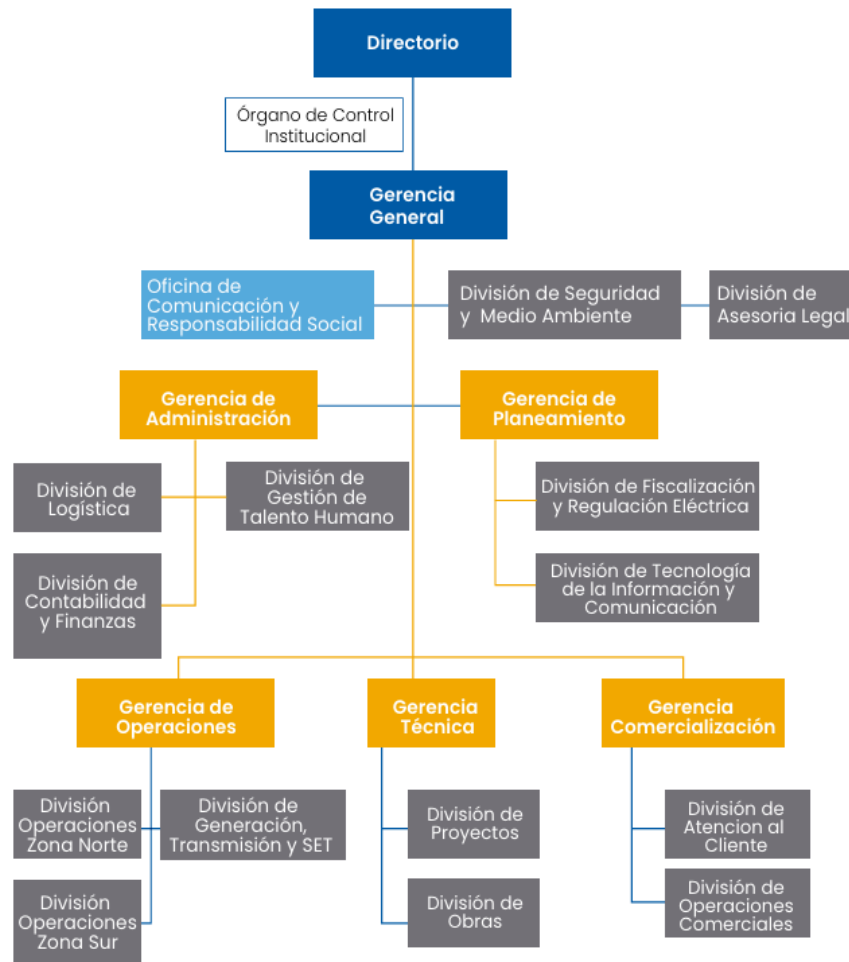 Directorio
Órgano de Control
Institucional
Gerencia
General
Oficina de
Comunicación y
Responsabilidad Social
División de Seguridad
y Medio Ambiente
División de
Asesoria Legal
Gerencia de
Administración
Gerencia de
Planeamiento
División de
Logística
División de
Gestión de
Talento Humano
División de Fiscalización
y Regulación Eléctrica
División de
Contabilidad
y Finanzas
División de Tecnología
de la Información y
Comunicación
Gerencia de
Operaciones
Gerencia
Técnica
Gerencia
Comercialización
División
Operaciones
Zona Norte
División de
Generación,
Transmisión y SET
División de
Proyectos
División de
Atencion al
Cliente
División
Operaciones
Zona Sur
División de
Obras
División de
Operaciones
Comerciales